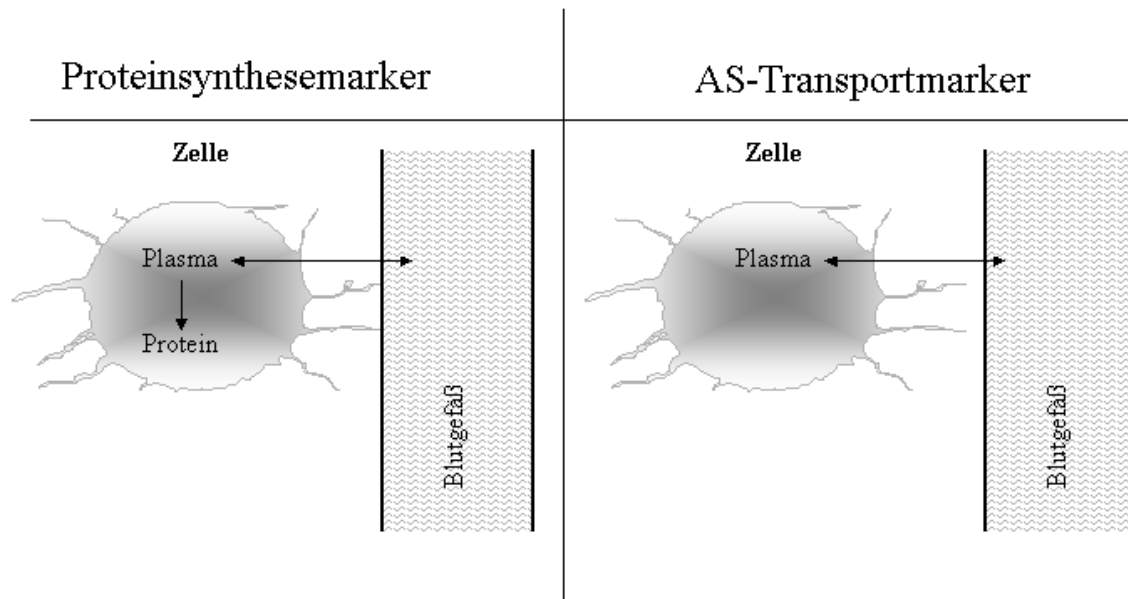 Proteinsynthesemarker
Zelle
Plasma
Protein
Blutgefäß
AS-Transportmarker
Zelle
Plasma
Blutgefäß